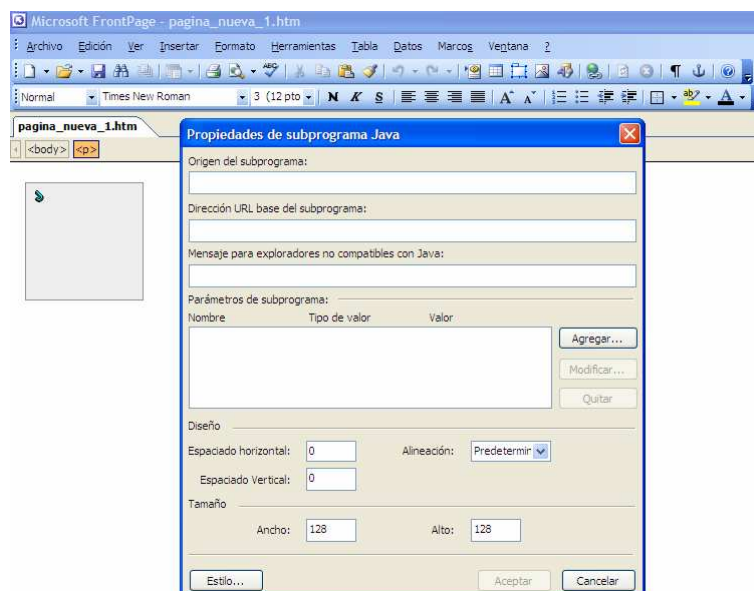 Microsoft FrontPage - pagina_nueva_1.htm
Archivo Edición Ver Insertar Formato Herramientas Tabla Datos Marcos Ventana ?
ABC
Normal Times New Roman 3 (12 pto N K S A A ab A
pagina_nueva_1.htm
<body> <p>
Propiedades de subprograma Java
Origen del subprograma:
Dirección URL base del subprograma:
Mensaje para exploradores no compatibles con Java:
Parámetros de subprograma:
Nombre Tipo de valor Valor
Agregar...
Modificar...
Quitar
Diseño
Espaciado horizontal: 0 Alineación: Predetermir
Espaciado Vertical: 0
Tamaño
Ancho: 128 Alto: 128
Estilo... Aceptar Cancelar